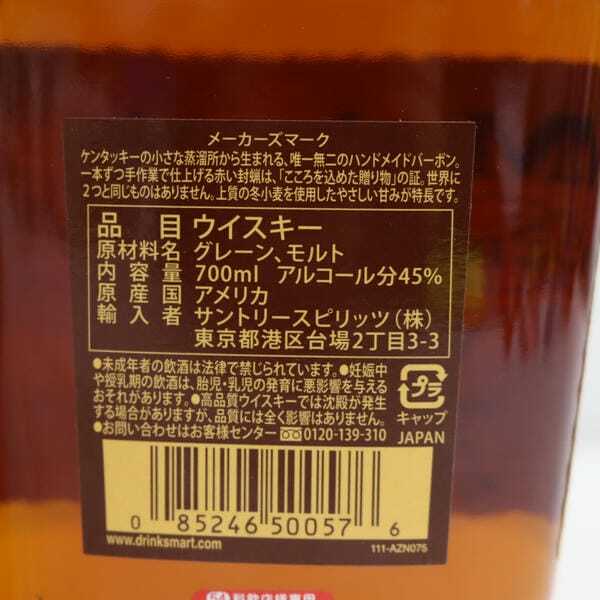 メーカーズマーク
ケンタッキーの小さな蒸溜所から生まれる、唯一無二のハンドメイドバーボン。
一本ずつ手作業で仕上げる赤い封蝋は、「こころを込めた贈り物」の証。世界に
2つと同じものはありません。上質の冬小麦を使用したやさしい甘みが特長です。
品目 ウイスキー
原材料名 グレーン、モルト
内容量 700ml アルコール分45%
原産国 アメリカ
輸入者 サントリースピリッツ(株)
東京都港区台場2丁目3-3
●未成年者の飲酒は法律で禁じられています。●妊娠中
や授乳期の飲酒は、胎児・乳児の発育に悪影響を与える
おそれがあります。●高品質ウイスキーでは沈殿が発生
する場合がありますが、品質には全く影響はありません。
●お問い合わせはお客様センター 0120-139-310
プラ
キャップ
JAPAN
0 85246 50057 6
www.drinksmart.com
111-AZN075
料飲店様専用